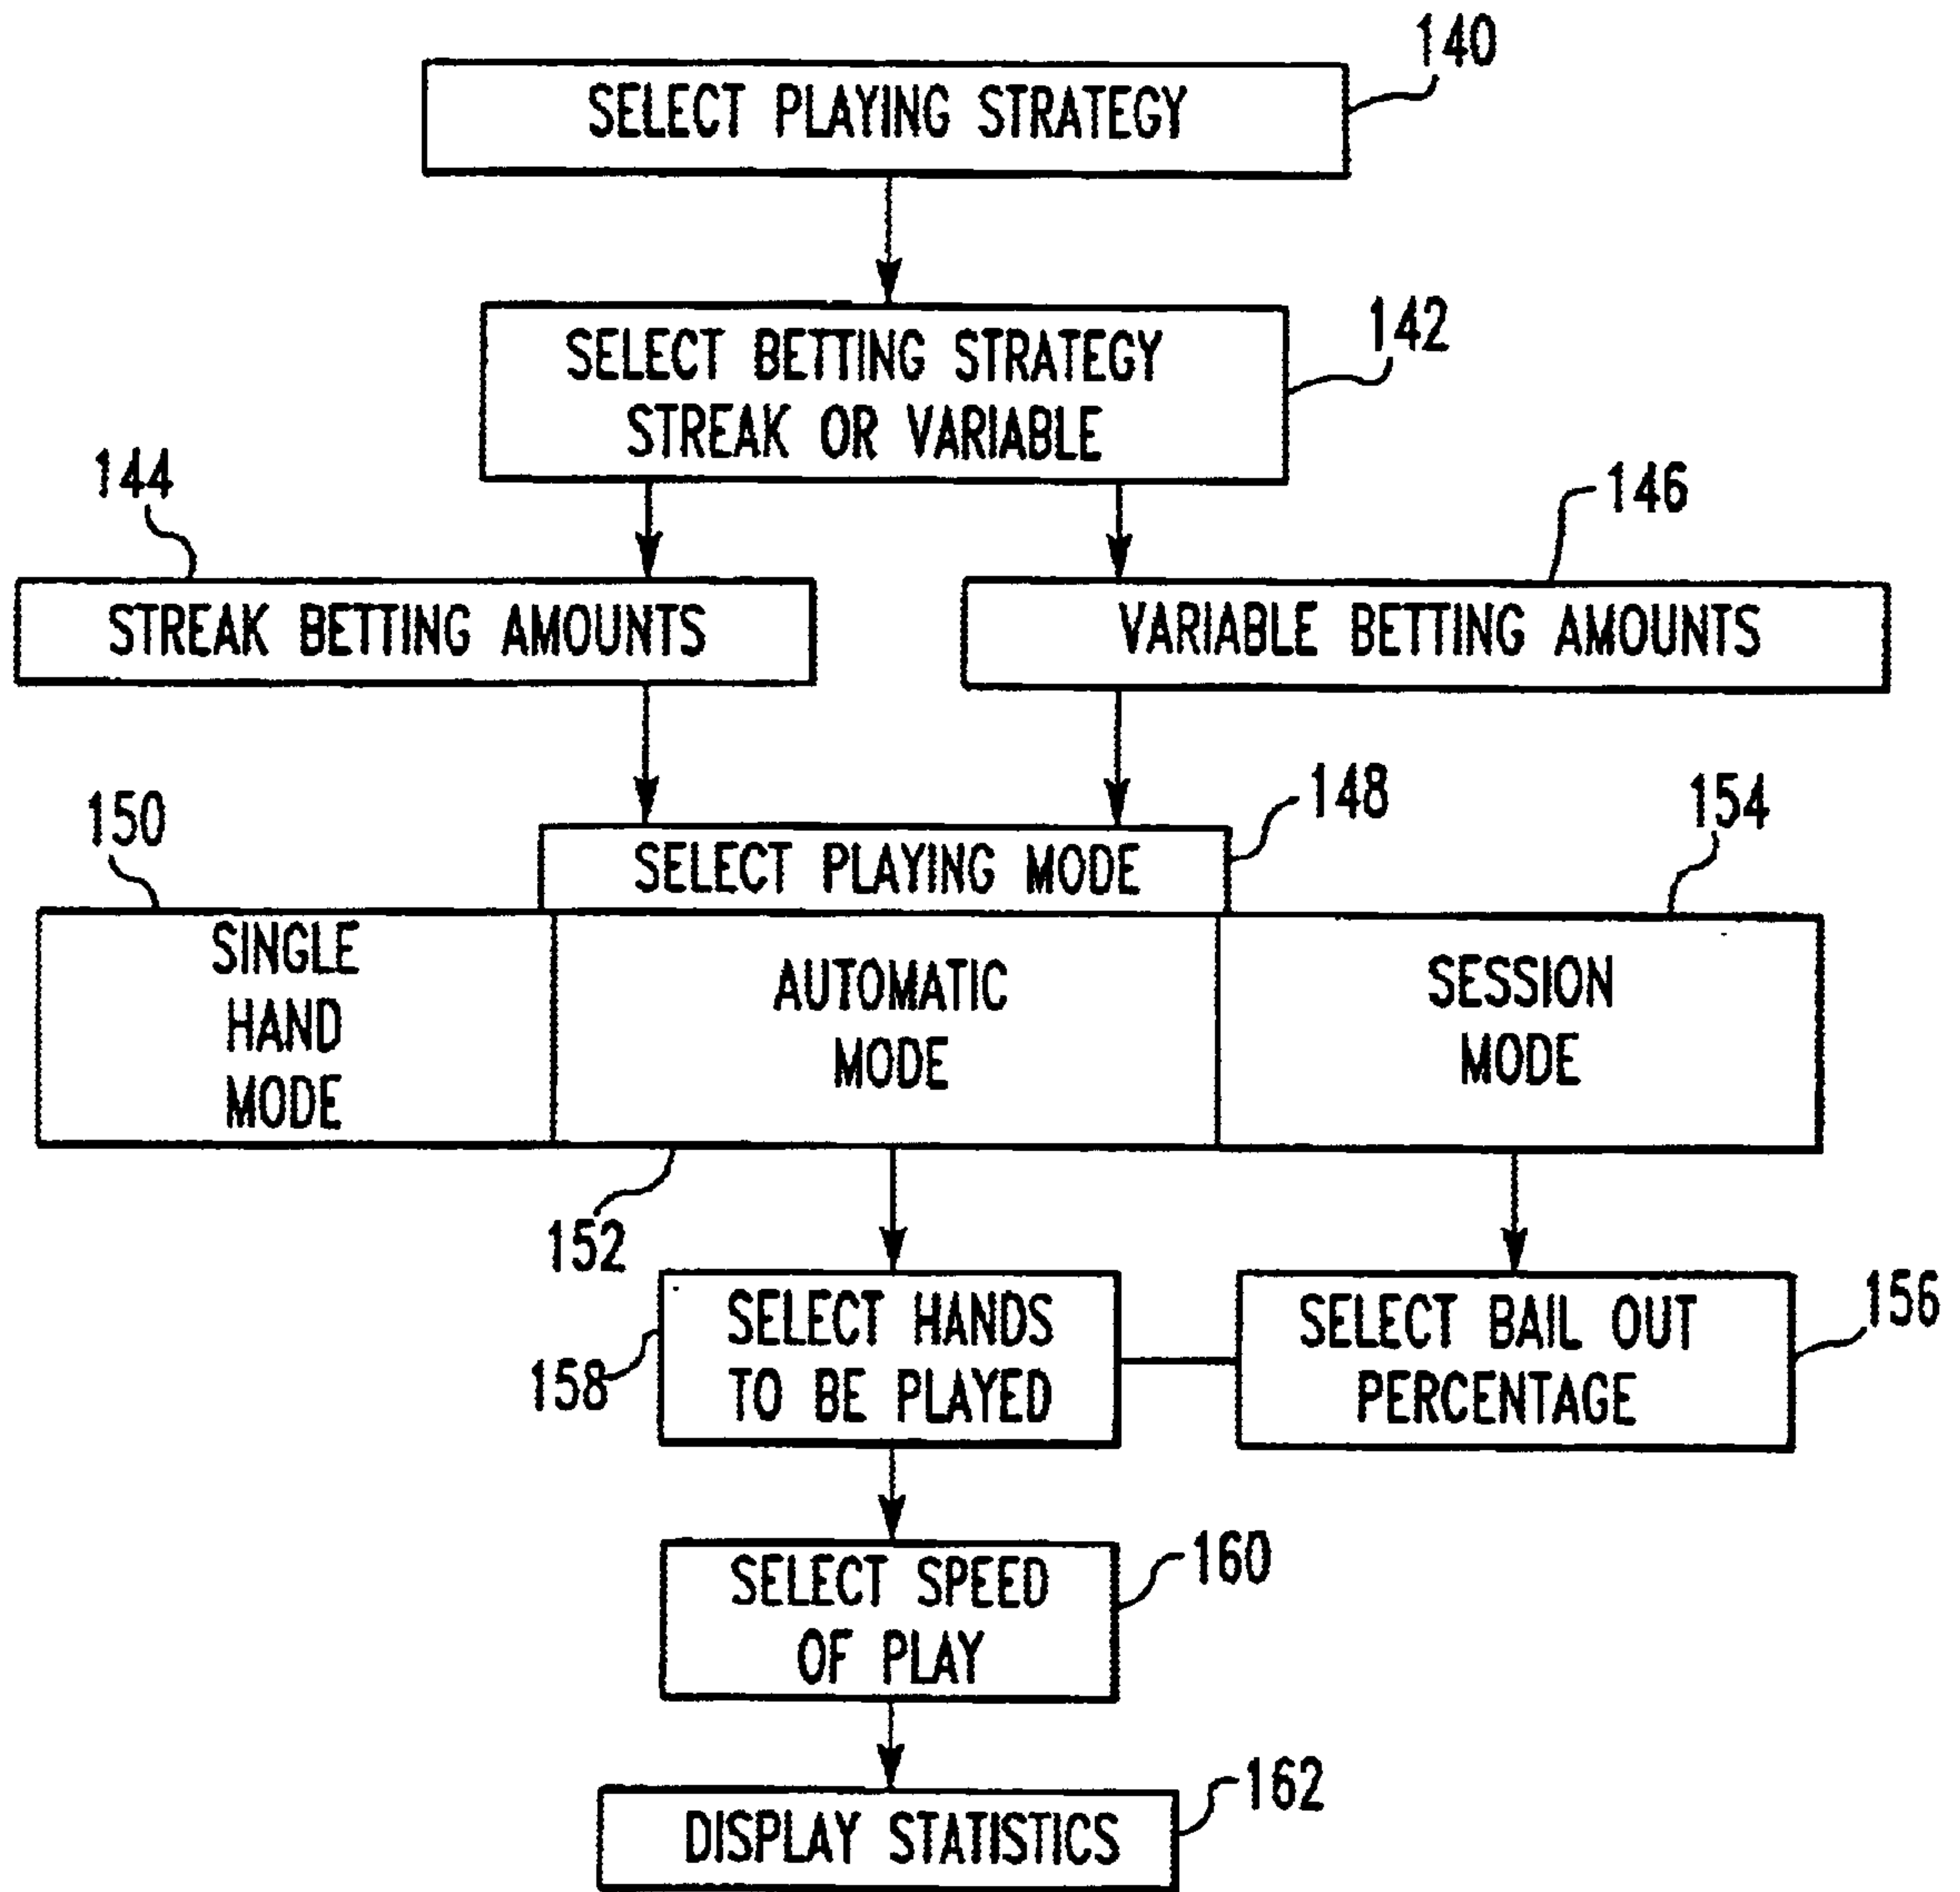 140
SELECT PLAYING STRATEGY
142
SELECT BETTING STRATEGY
STREAK OR VARIABLE
144
146
STREAK BETTING AMOUNTS
VARIABLE BETTING AMOUNTS
148
150
154
SELECT PLAYING MODE
SINGLE
HAND
MODE
AUTOMATIC
MODE
SESSION
MODE
152
156
158
SELECT HANDS
TO BE PLAYED
SELECT BAIL OUT
PERCENTAGE
160
SELECT SPEED
OF PLAY
162
DISPLAY STATISTICS